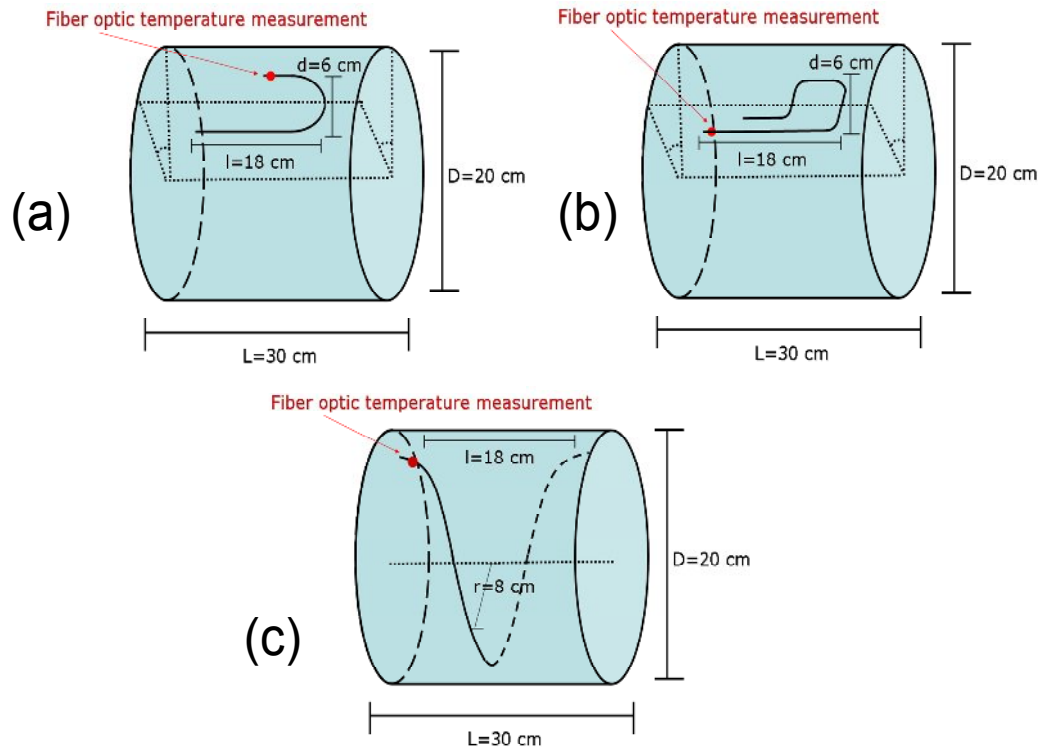 Fiber optic temperature measurement
d=6 cm
l=18 cm
D=20 cm
(a)
L=30 cm
Fiber optic temperature measurement
d=6 cm
l=18 cm
D=20 cm
(b)
L=30 cm
Fiber optic temperature measurement
l=18 cm
r=8 cm
D=20 cm
(c)
L=30 cm